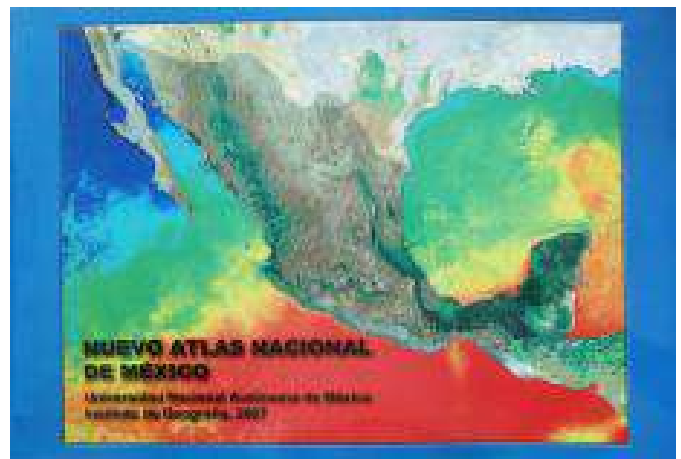 NUEVO ATLAS NACIONAL
DE MÉXICO
Universidad Nacional Autónoma de México
Instituto de Geografía, 2007